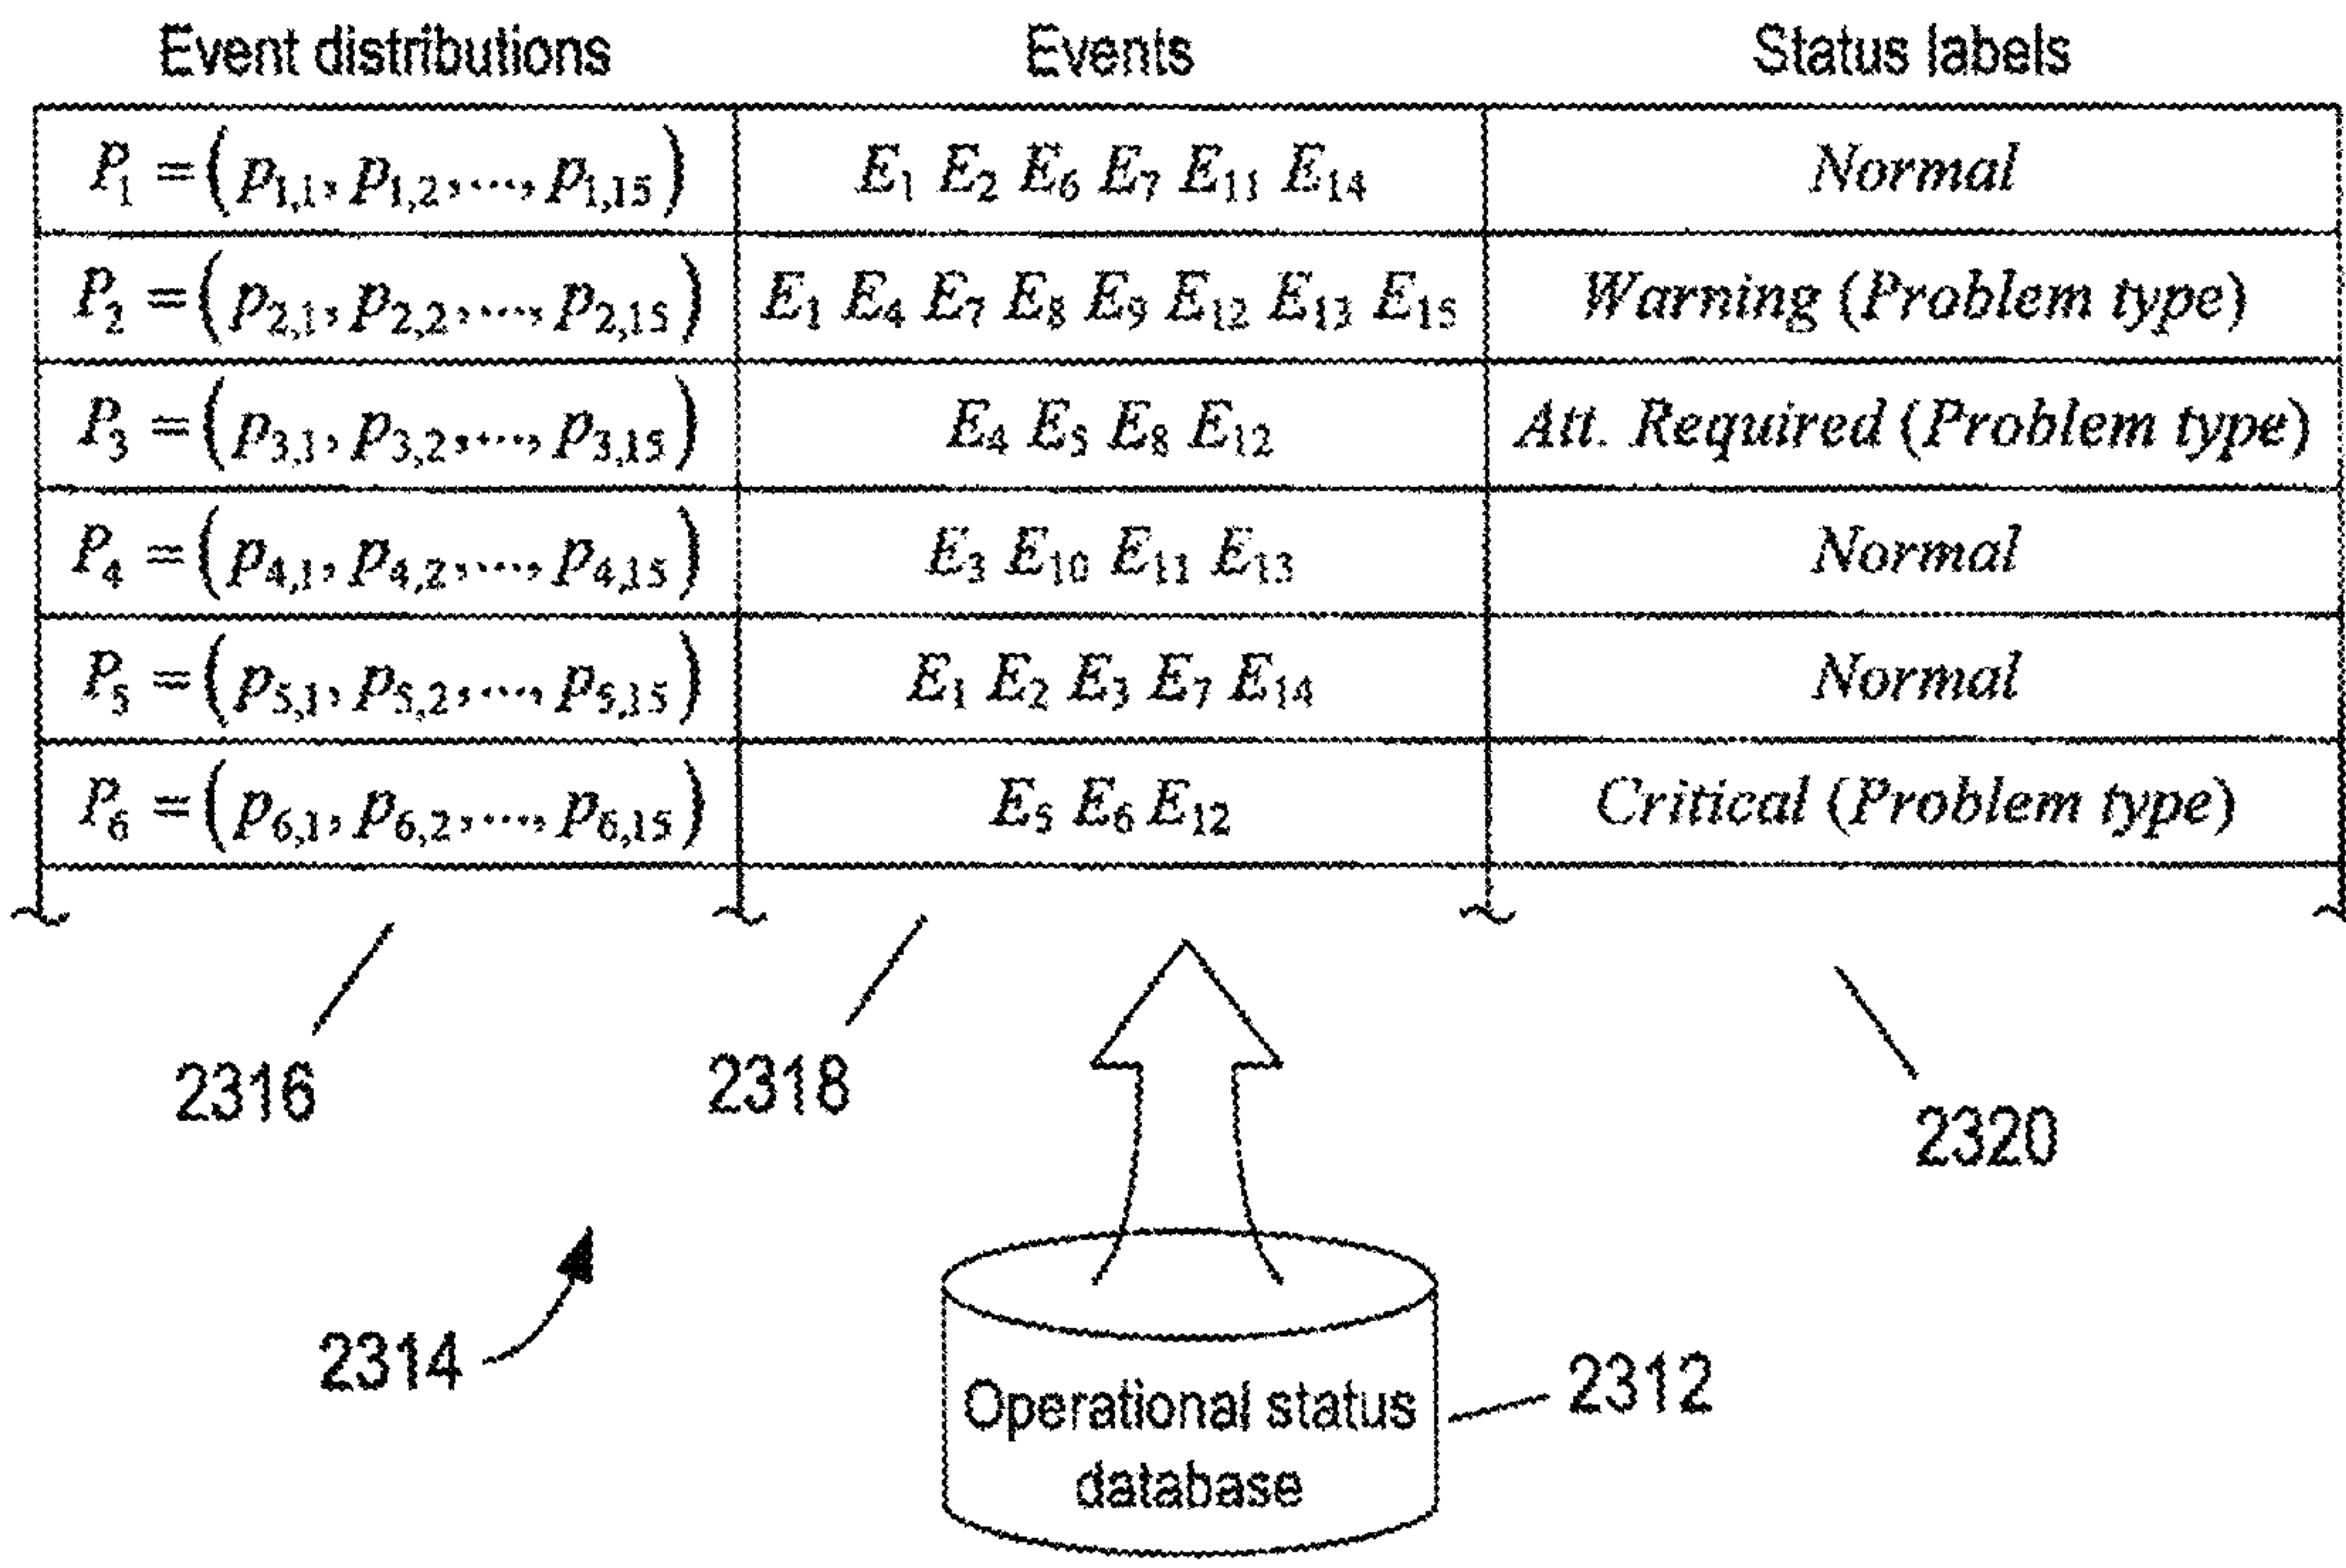 Event distributions Events Status labels
P₁ = (p₁,₁, p₁,₂, ..., p₁,₁₅) E₁ E₂ E₆ E₇ E₁₁ E₁₄ Normal
P₂ = (p₂,₁, p₂,₂, ..., p₂,₁₅) E₁ E₄ E₇ E₈ E₉ E₁₂ E₁₃ E₁₅ Warning (Problem type)
P₃ = (p₃,₁, p₃,₂, ..., p₃,₁₅) E₄ E₅ E₈ E₁₂ Att. Required (Problem type)
P₄ = (p₄,₁, p₄,₂, ..., p₄,₁₅) E₃ E₁₀ E₁₁ E₁₃ Normal
P₅ = (p₅,₁, p₅,₂, ..., p₅,₁₅) E₁ E₂ E₃ E₇ E₁₄ Normal
P₆ = (p₆,₁, p₆,₂, ..., p₆,₁₅) E₅ E₆ E₁₂ Critical (Problem type)
2316 2318 2320
2314
2312
Operational status
database